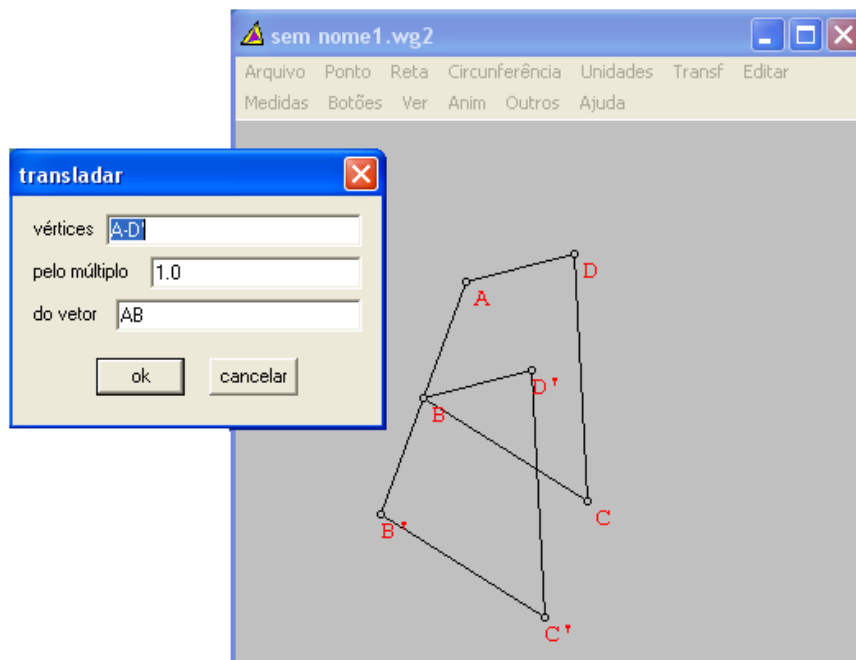 sem nome1.wg2
Arquivo Ponto Reta Circunferência Unidades Transf Editar
Medidas Botões Ver Anim Outros Ajuda
transladar
vértices A-D'
pelo múltiplo 1.0
do vetor AB
ok cancelar
D
A
D'
B
C
B'
C'